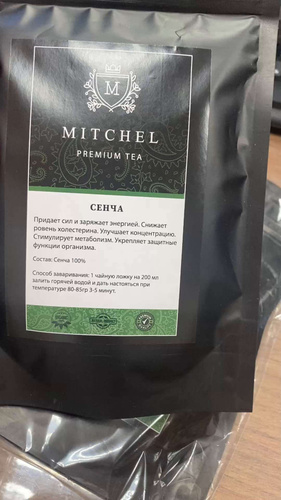 M
MITCHEL
PREMIUM TEA
СЕНЧА
Придает сил и заряжает энергией. Снижает
ровень холестерина. Улучшает концентрацию.
Стимулирует метаболизм. Укрепляет защитные
функции организма.
Состав: Сенча 100%
Способ заваривания: 1 чайную ложку на 200 мл
залить горячей водой и дать настояться при
температуре 80-85гр 3-5 минут.